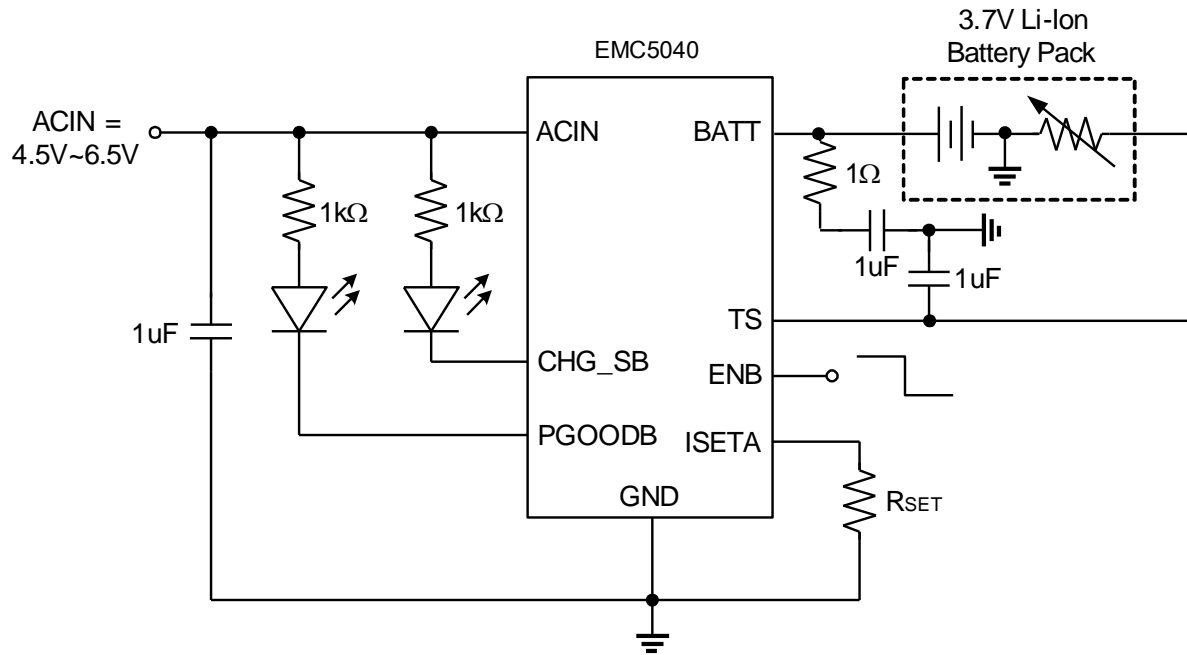 3.7V Li-Ion
Battery Pack
EMC5040
ACIN =
4.5V~6.5V
ACIN
BATT
1kΩ
1kΩ
1Ω
1uF
1uF
1uF
TS
CHG_SB
ENB
PGOODB
ISETA
GND
RSET